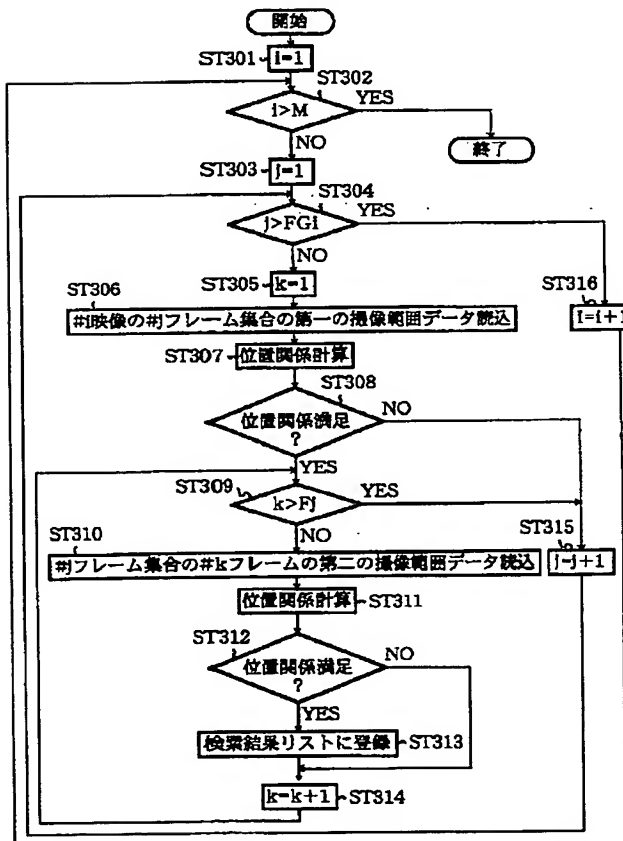 開始
ST301
i=1
ST302
i>M
YES
NO
終了
ST303
j=1
ST304
j>FGi
YES
NO
ST305
k=1
ST316
I=i+1
ST306
#i映像の#jフレーム集合の第一の撮像範囲データ読込
ST307
位置関係計算
ST308
位置関係満足
?
NO
YES
ST309
k>Fj
YES
NO
ST310
ST315
#jフレーム集合の#kフレームの第二の撮像範囲データ読込
j=j+1
位置関係計算
ST311
ST312
位置関係満足
?
NO
YES
検索結果リストに登録
ST313
k=k+1
ST314